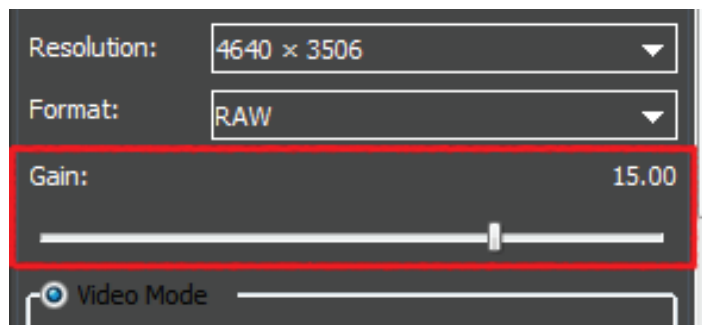 Resolution: 4640 × 3506
Format: RAW
Gain: 15.00
Video Mode